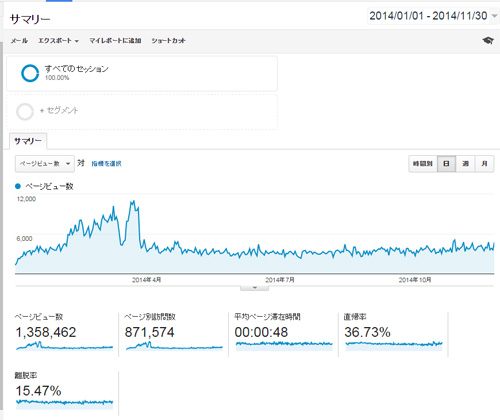 サマリー
2014/01/01 - 2014/11/30
メール エクスポート マイレポートに追加 ショートカット
すべてのセッション
100.00%
+ セグメント
サマリー
ページビュー数 対 指標を選択
時間別 日 週 月
ページビュー数
12,000
6,000
2014年4月 2014年7月 2014年10月
ページビュー数
1,358,462
ページ別訪問数
871,574
平均ページ滞在時間
00:00:48
直帰率
36.73%
離脱率
15.47%